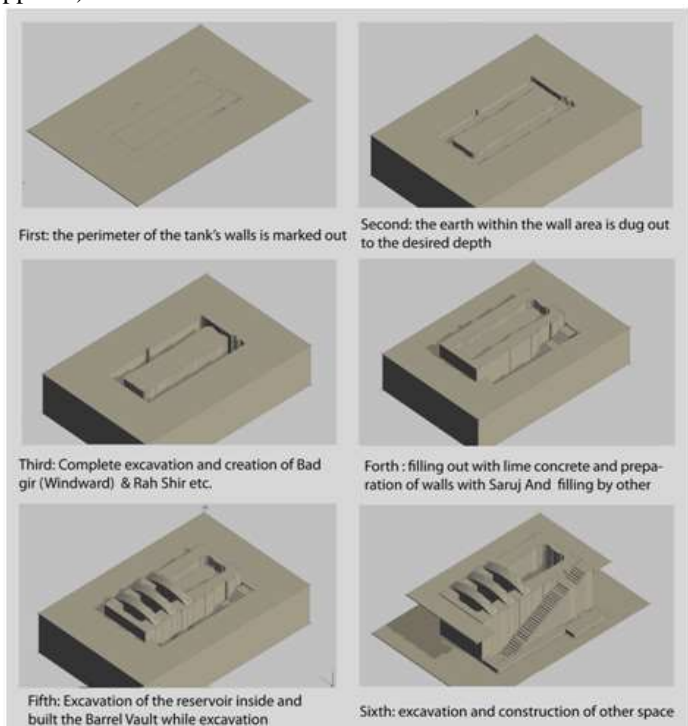 First: the perimeter of the tank's walls is marked out
Second: the earth within the wall area is dug out
to the desired depth
Third: Complete excavation and creation of Bad
gir (Windward) & Rah Shir etc.
Forth : filling out with lime concrete and prepa-
ration of walls with Saruj And filling by other
Fifth: Excavation of the reservoir inside and
built the Barrel Vault while excavation
Sixth: excavation and construction of other space